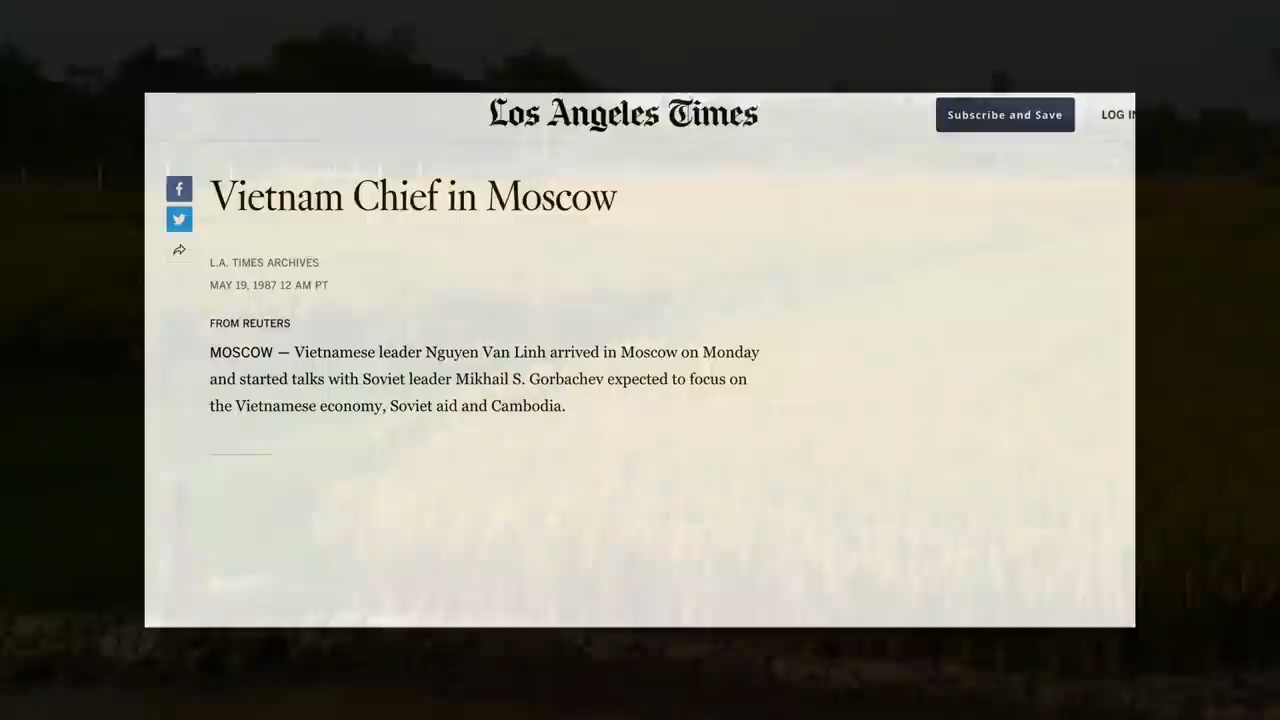 Los Angeles Times
Subscribe and Save
LOG
Vietnam Chief in Moscow
L.A. TIMES ARCHIVES
MAY 19, 1987 12 AM PT
FROM REUTERS
MOSCOW — Vietnamese leader Nguyen Van Linh arrived in Moscow on Monday
and started talks with Soviet leader Mikhail S. Gorbachev expected to focus on
the Vietnamese economy, Soviet aid and Cambodia.